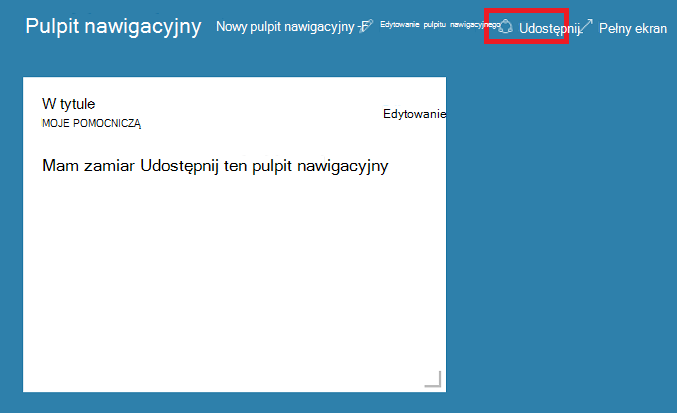 Pulpit nawigacyjny Nowy pulpit nawigacyjny -F Edytowanie pulpitu nawigacyjnego Udostępnij Pełny ekran
W tytule
MOJE POMOCNICZĄ
Edytowanie
Mam zamiar Udostępnij ten pulpit nawigacyjny